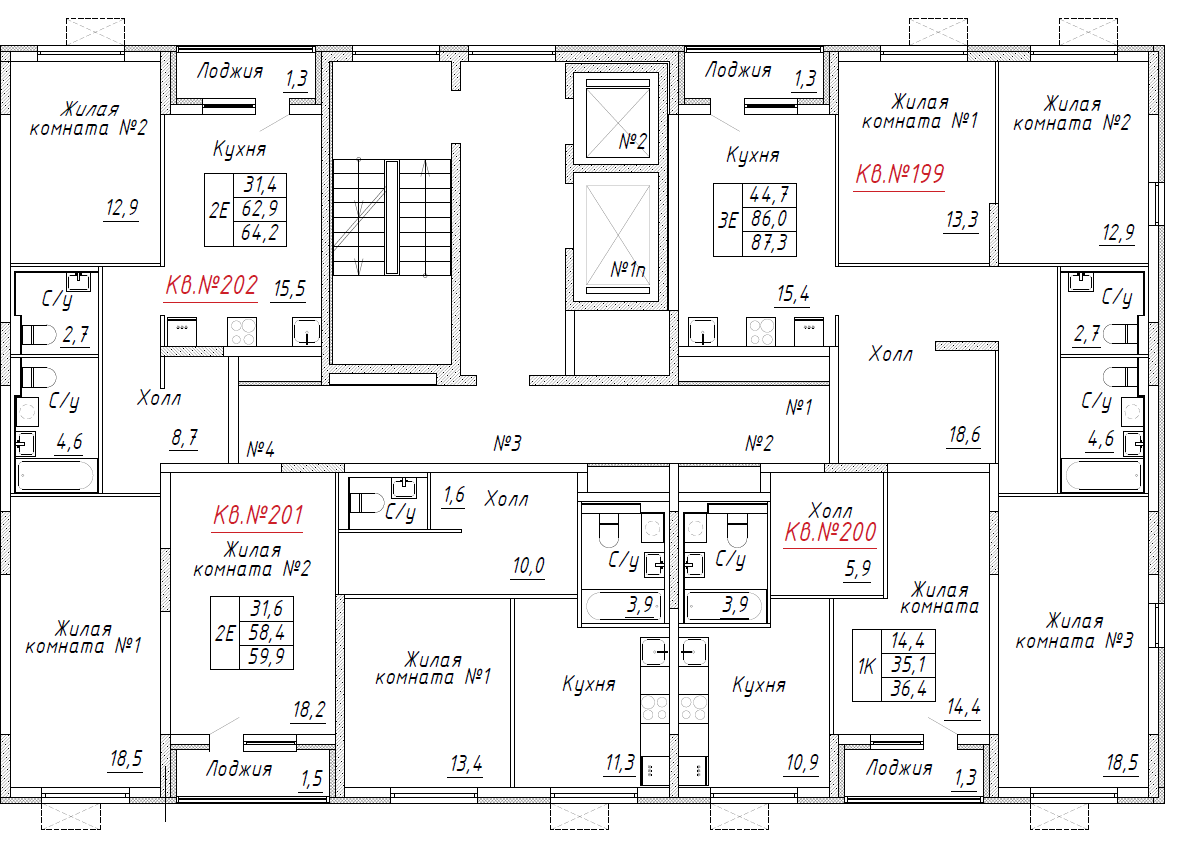 Лоджия
1,3
Жилая
комната №2
12,9
Кухня
2Е
31,4
62,9
64,2
Кв.№202
15,5
С/у
2,7
С/у
4,6
Холл
8,7
№2
№1п
Лоджия
1,3
Кухня
3Е
44,7
86,0
87,3
15,4
Жилая
комната №1
Кв.№199
13,3
Жилая
комната №2
12,9
С/у
2,7
Холл
18,6
С/у
4,6
№4
№3
№2
№1
Жилая
комната №1
18,5
Кв.№201
Жилая
комната №2
2Е
31,6
58,4
59,9
18,2
Лоджия
1,5
С/у
1,6
Холл
10,0
Жилая
комната №1
13,4
С/у
3,9
Кухня
11,3
С/у
3,9
Кухня
10,9
Холл
Кв.№200
5,9
Жилая
комната
1К
14,4
35,1
36,4
14,4
Лоджия
1,3
Жилая
комната №3
18,5